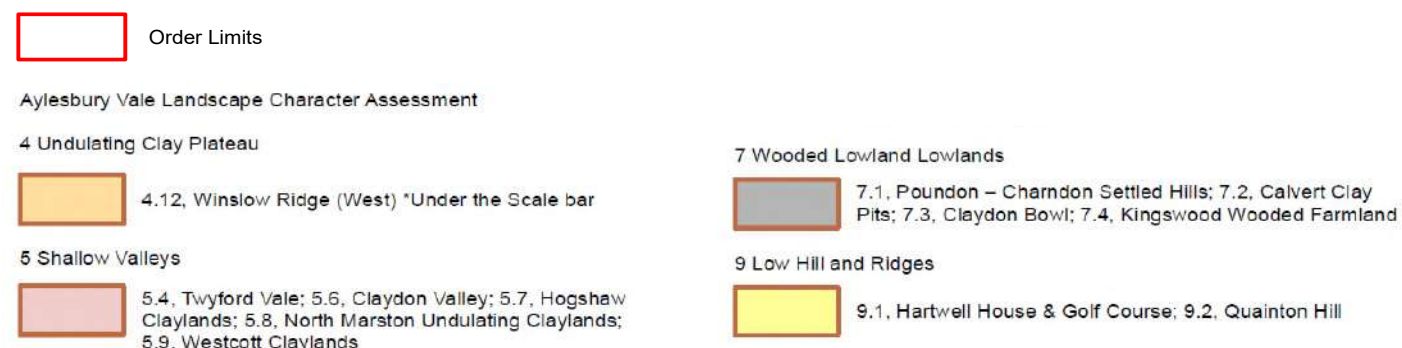 Order Limits
Aylesbury Vale Landscape Character Assessment
4 Undulating Clay Plateau
4.12, Winslow Ridge (West) *Under the Scale bar
5 Shallow Valleys
5.4, Twyford Vale; 5.6, Claydon Valley; 5.7, Hogshaw
Claylands; 5.8, North Marston Undulating Claylands;
5.9, Westcott Claylands
7 Wooded Lowland Lowlands
7.1, Poundon – Charndon Settled Hills; 7.2, Calvert Clay
Pits; 7.3, Claydon Bowl; 7.4, Kingswood Wooded Farmland
9 Low Hill and Ridges
9.1, Hartwell House & Golf Course; 9.2, Quainton Hill